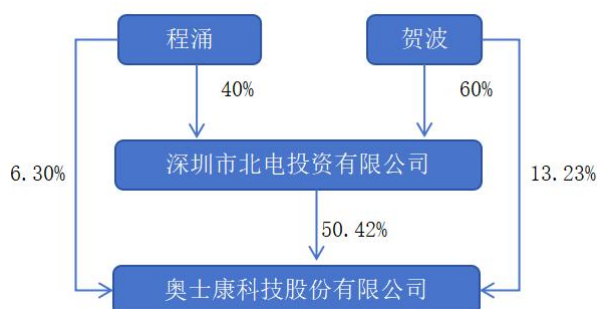 程涌
贺波
40%
60%
深圳市北电投资有限公司
6.30%
13.23%
50.42%
奥士康科技股份有限公司